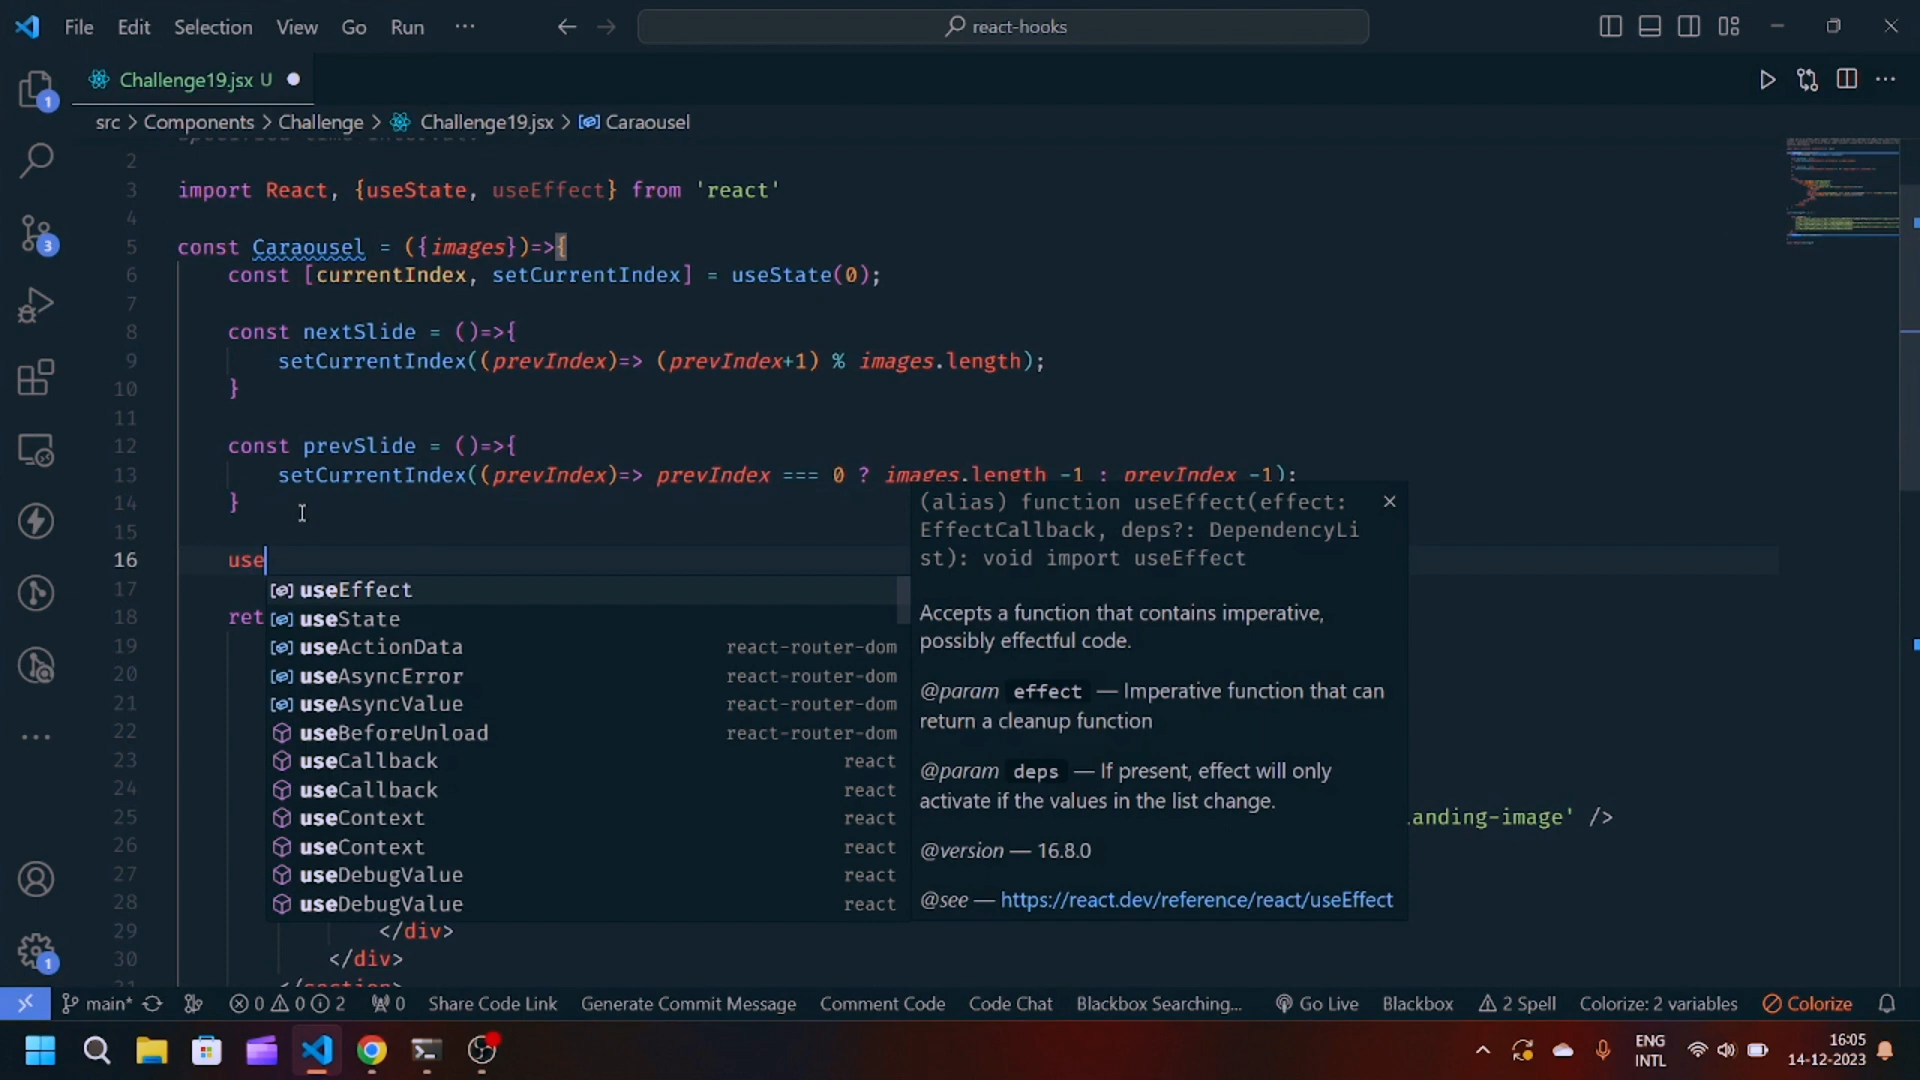 File Edit Selection View Go Run ··· react-hooks
Challenge19.jsx U
src > Components > Challenge > Challenge19.jsx > Caraousel
2
3 import React, {useState, useEffect} from 'react'
4
5 const Caraousel = ({images})=>{
6 const [currentIndex, setCurrentIndex] = useState(0);
7
8 const nextSlide = ()=>{
9 setCurrentIndex((prevIndex)=> (prevIndex+1) % images.length);
10 }
11
12 const prevSlide = ()=>{
13 setCurrentIndex((prevIndex)=> prevIndex === 0 ? images.length -1 : prevIndex -1);
14 }
15
16 use
17
18 ret
19
20
21
22
23
24
25 anding-image' />
26
27
28
29 </div>
30 </div>
useEffect
useState
useActionData react-router-dom
useAsyncError react-router-dom
useAsyncValue react-router-dom
useBeforeUnload react-router-dom
useCallback react
useCallback react
useContext react
useContext react
useDebugValue react
useDebugValue react
(alias) function useEffect(effect:
EffectCallback, deps?: DependencyLi
st): void import useEffect
Accepts a function that contains imperative,
possibly effectful code.
@param effect — Imperative function that can
return a cleanup function
@param deps — If present, effect will only
activate if the values in the list change.
@version — 16.8.0
@see — https://react.dev/reference/react/useEffect
1
3
1
main* 0 0 2 0 Share Code Link Generate Commit Message Comment Code Code Chat Blackbox Searching... Go Live Blackbox 2 Spell Colorize: 2 variables Colorize
ENG
INTL
16:05
14-12-2023